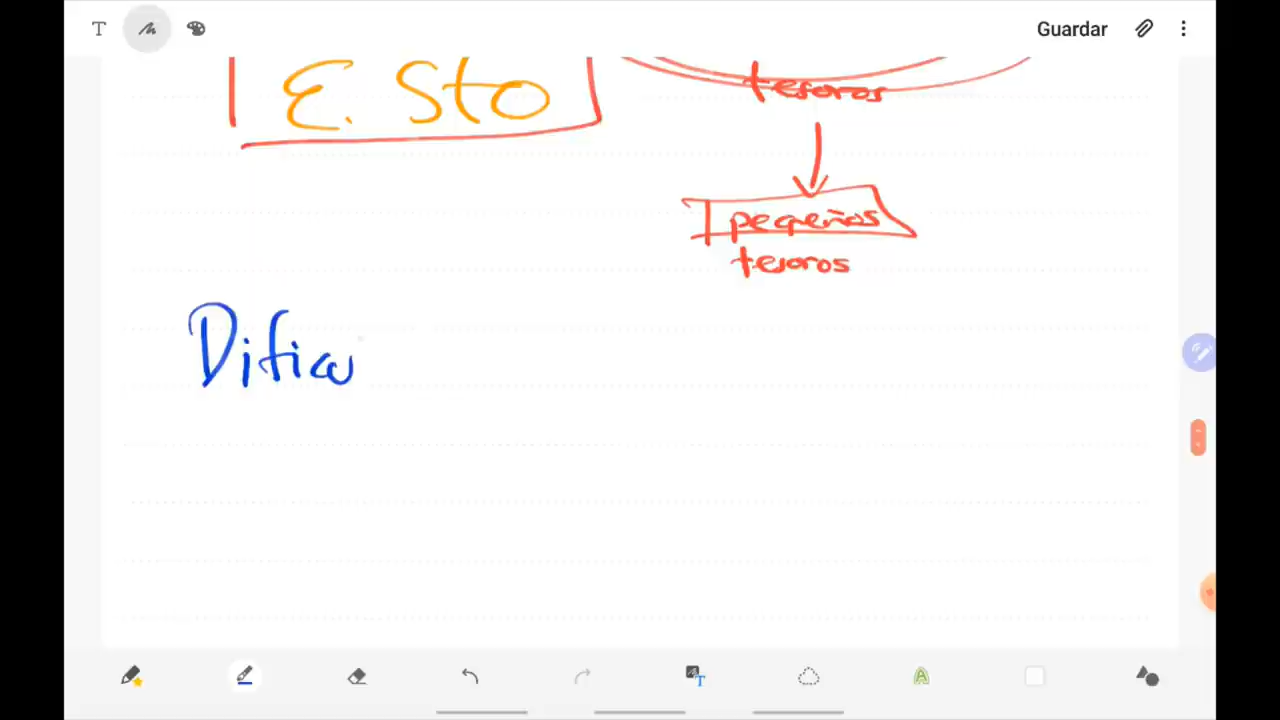 Guardar
E. Sto
tesoros
pequeños
tesoros
Dificu